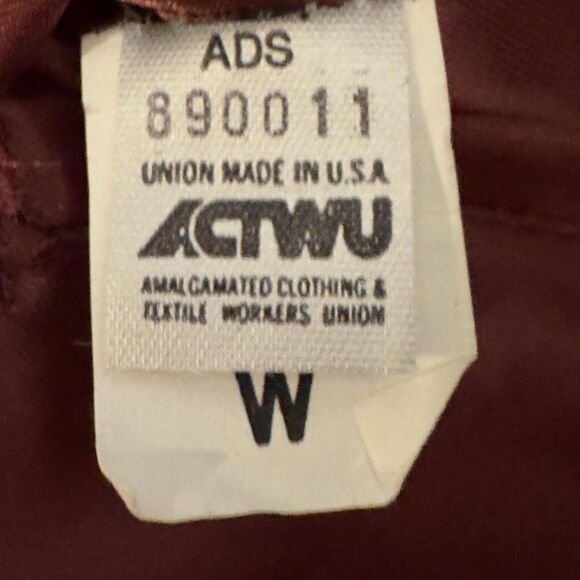 ADS
890011
UNION MADE IN U.S.A
ACTWU
AMALGAMATED CLOTHING &
TEXTILE WORKERS UNION
W